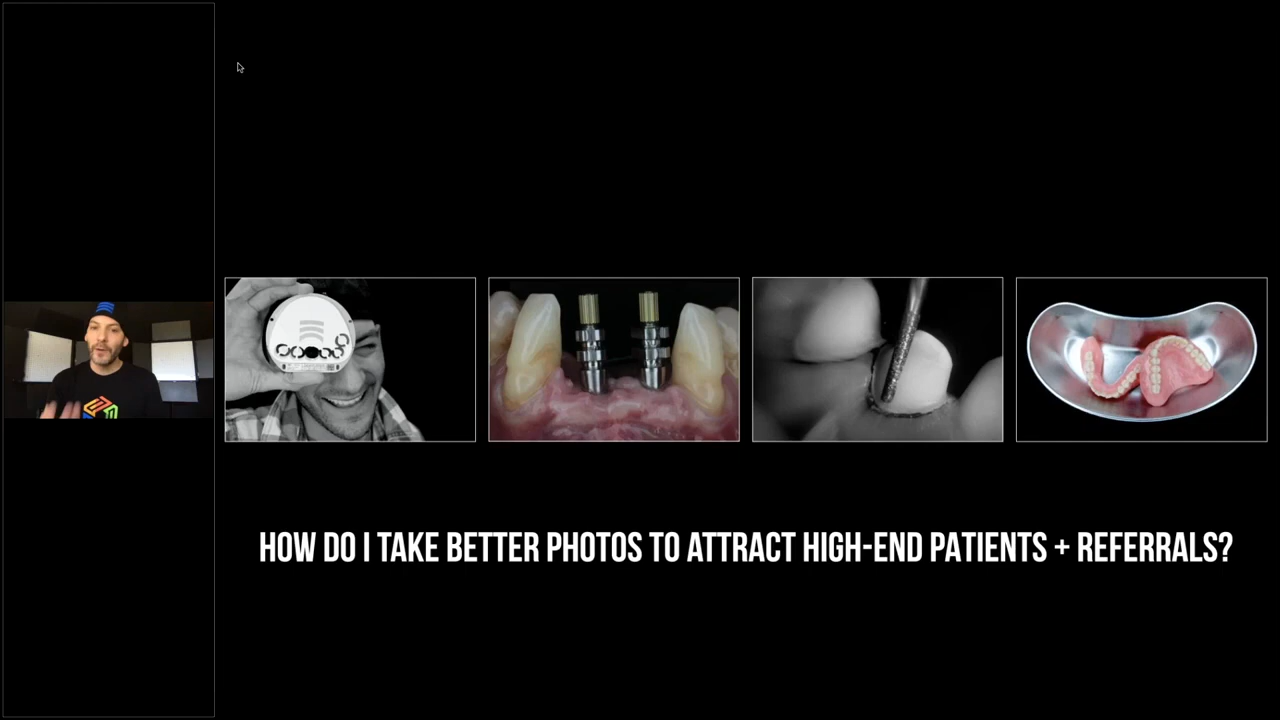 HOW DO I TAKE BETTER PHOTOS TO ATTRACT HIGH-END PATIENTS + REFERRALS?